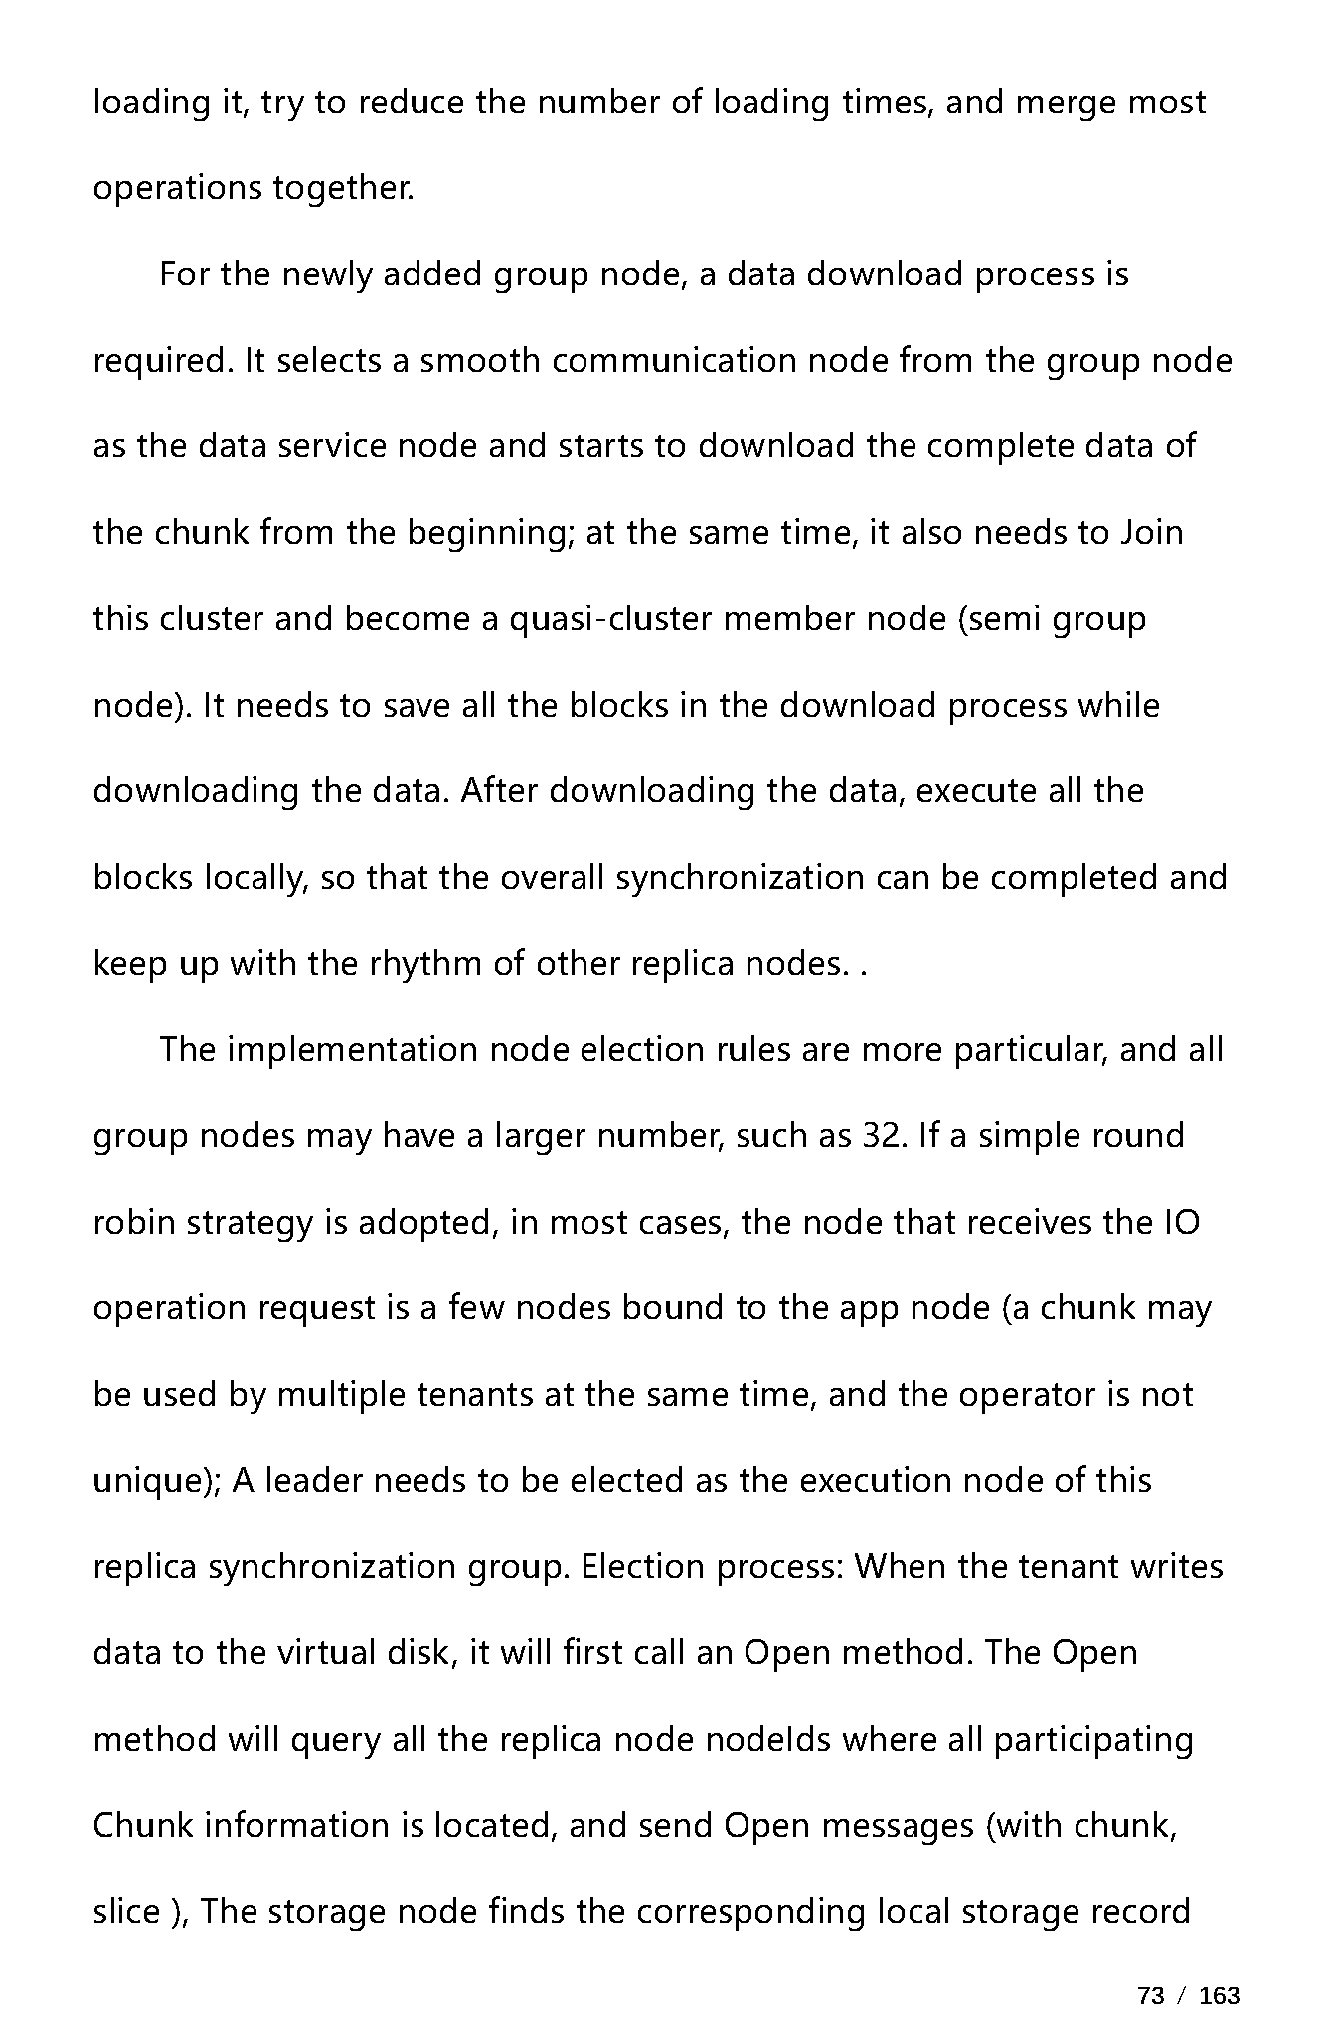 loading it, try to reduce the number of loading times, and merge most
operations together.
For the newly added group node, a data download process is
required. It selects a smooth communication node from the group node
as the data service node and starts to download the complete data of
the chunk from the beginning; at the same time, it also needs to Join
this cluster and become a quasi-cluster member node (semi group
node). It needs to save all the blocks in the download process while
downloading the data. After downloading the data, execute all the
blocks locally, so that the overall synchronization can be completed and
keep up with the rhythm of other replica nodes. .
The implementation node election rules are more particular, and all
group nodes may have a larger number, such as 32. If a simple round
robin strategy is adopted, in most cases, the node that receives the IO
operation request is a few nodes bound to the app node (a chunk may
be used by multiple tenants at the same time, and the operator is not
unique); A leader needs to be elected as the execution node of this
replica synchronization group. Election process: When the tenant writes
data to the virtual disk, it will first call an Open method. The Open
method will query all the replica node nodeIds where all participating
Chunk information is located, and send Open messages (with chunk,
slice ), The storage node finds the corresponding local storage record
73 / 163